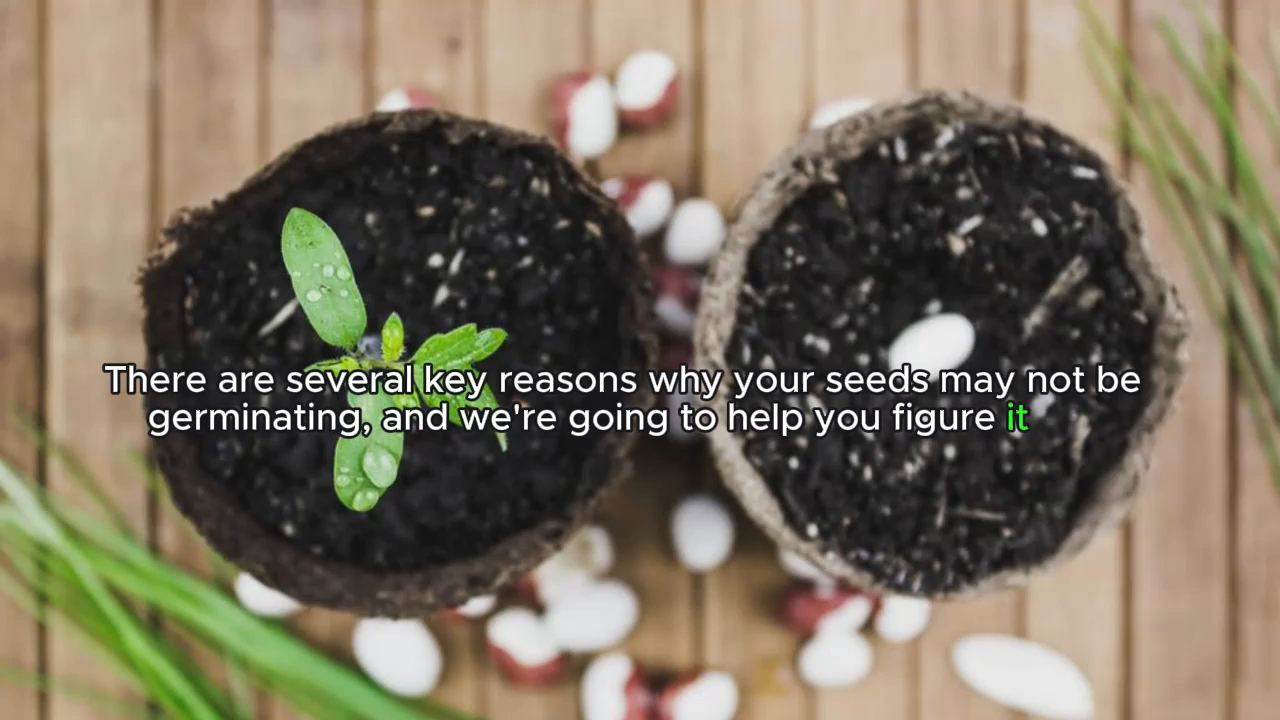 There are several key reasons why your seeds may not be
germinating, and we're going to help you figure it